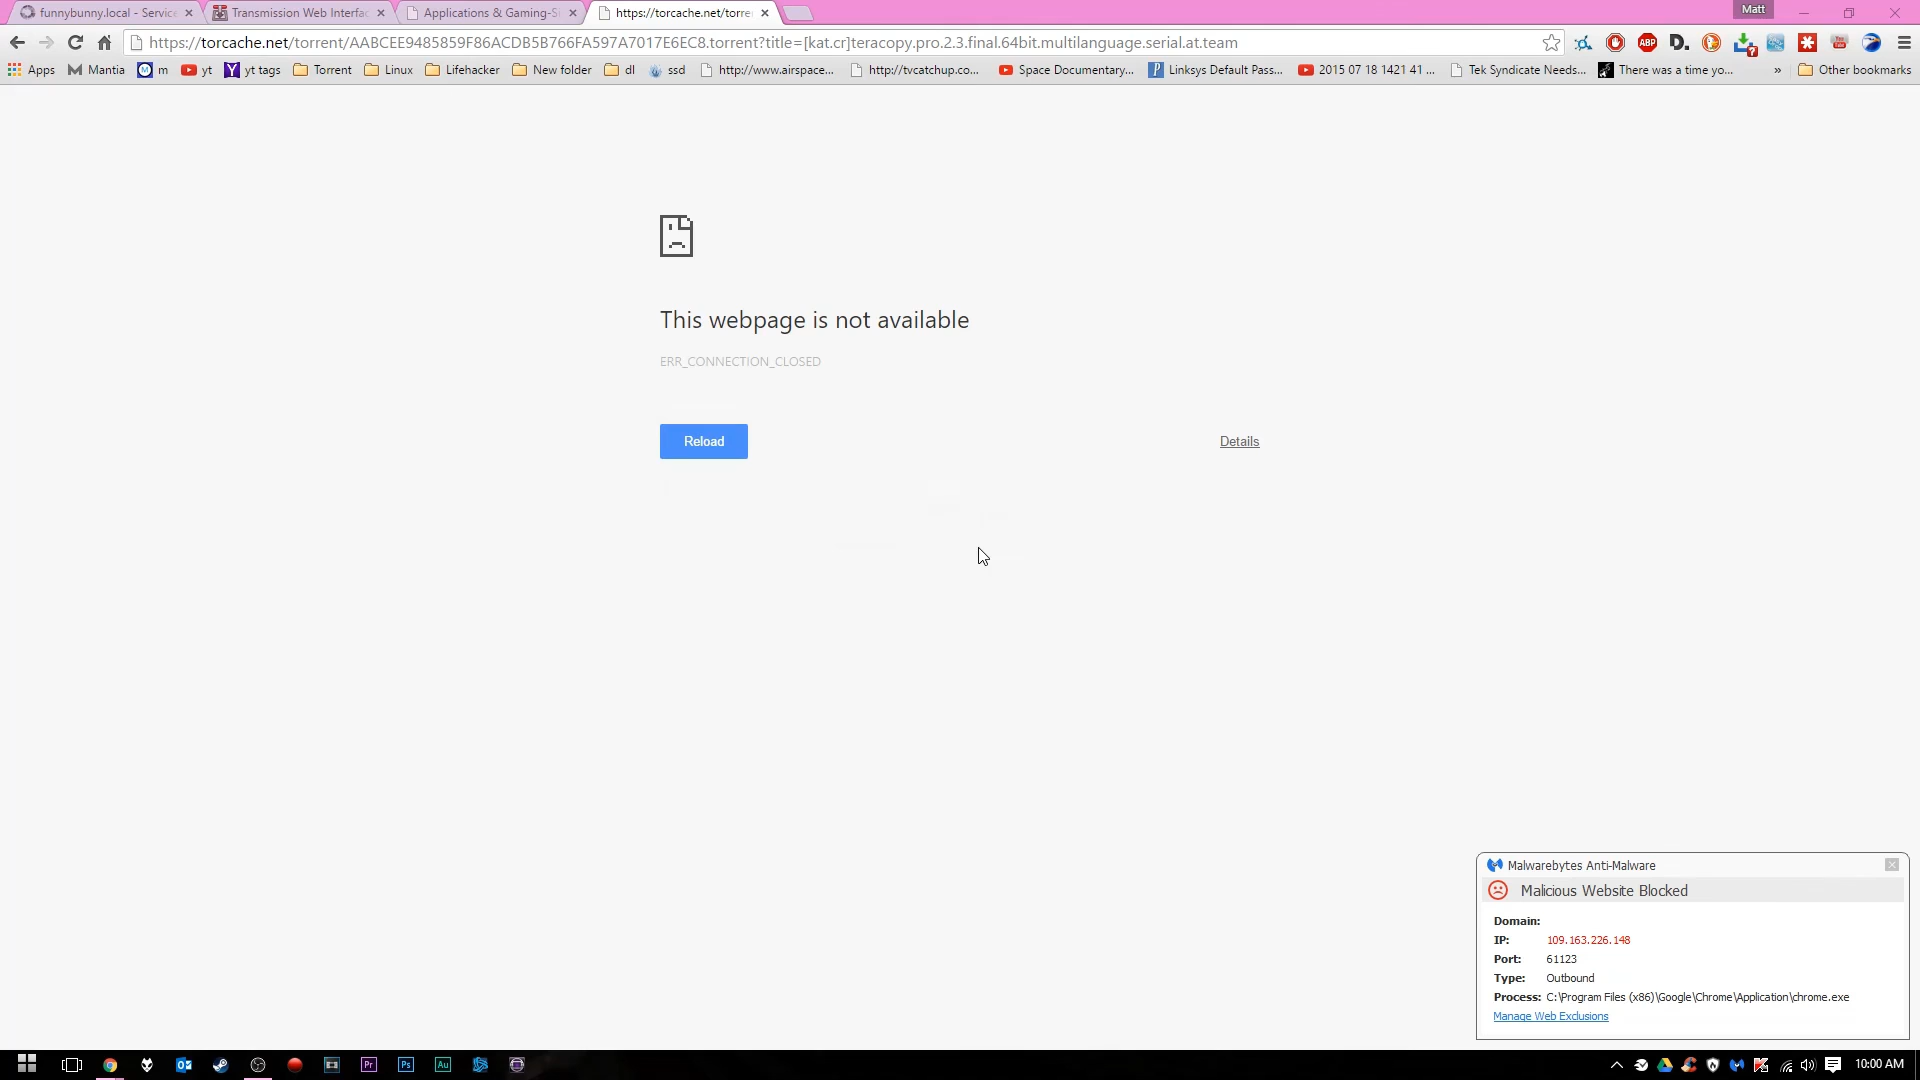 funnybunny.local - Service
Transmission Web Interfac
Applications & Gaming-Si
https://torcache.net/torre
Matt
https://torcache.net/torrent/AABCEE9485859F86ACDB5B766FA597A7017E6EC8.torrent?title=[kat.cr]teracopy.pro.2.3.final.64bit.multilanguage.serial.at.team
ABP D.
Apps Mantia m yt yt tags Torrent Linux Lifehacker New folder dl ssd http://www.airspace... http://tvcatchup.co... Space Documentary... Linksys Default Pass... 2015 07 18 1421 41 ... Tek Syndicate Needs... There was a time yo... » Other bookmarks
This webpage is not available
ERR_CONNECTION_CLOSED
Reload
Details
Malwarebytes Anti-Malware
Malicious Website Blocked
Domain:
IP: 109.163.226.148
Port: 61123
Type: Outbound
Process: C:\Program Files (x86)\Google\Chrome\Application\chrome.exe
Manage Web Exclusions
Pr Ps Au
10:00 AM